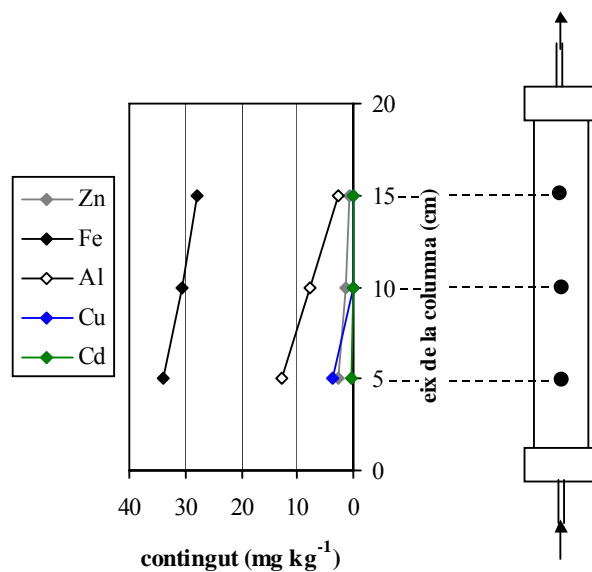 Zn
Fe
Al
Cu
Cd
20
15
10
5
0
eix de la columna (cm)
40 30 20 10 0
contingut (mg kg⁻¹)